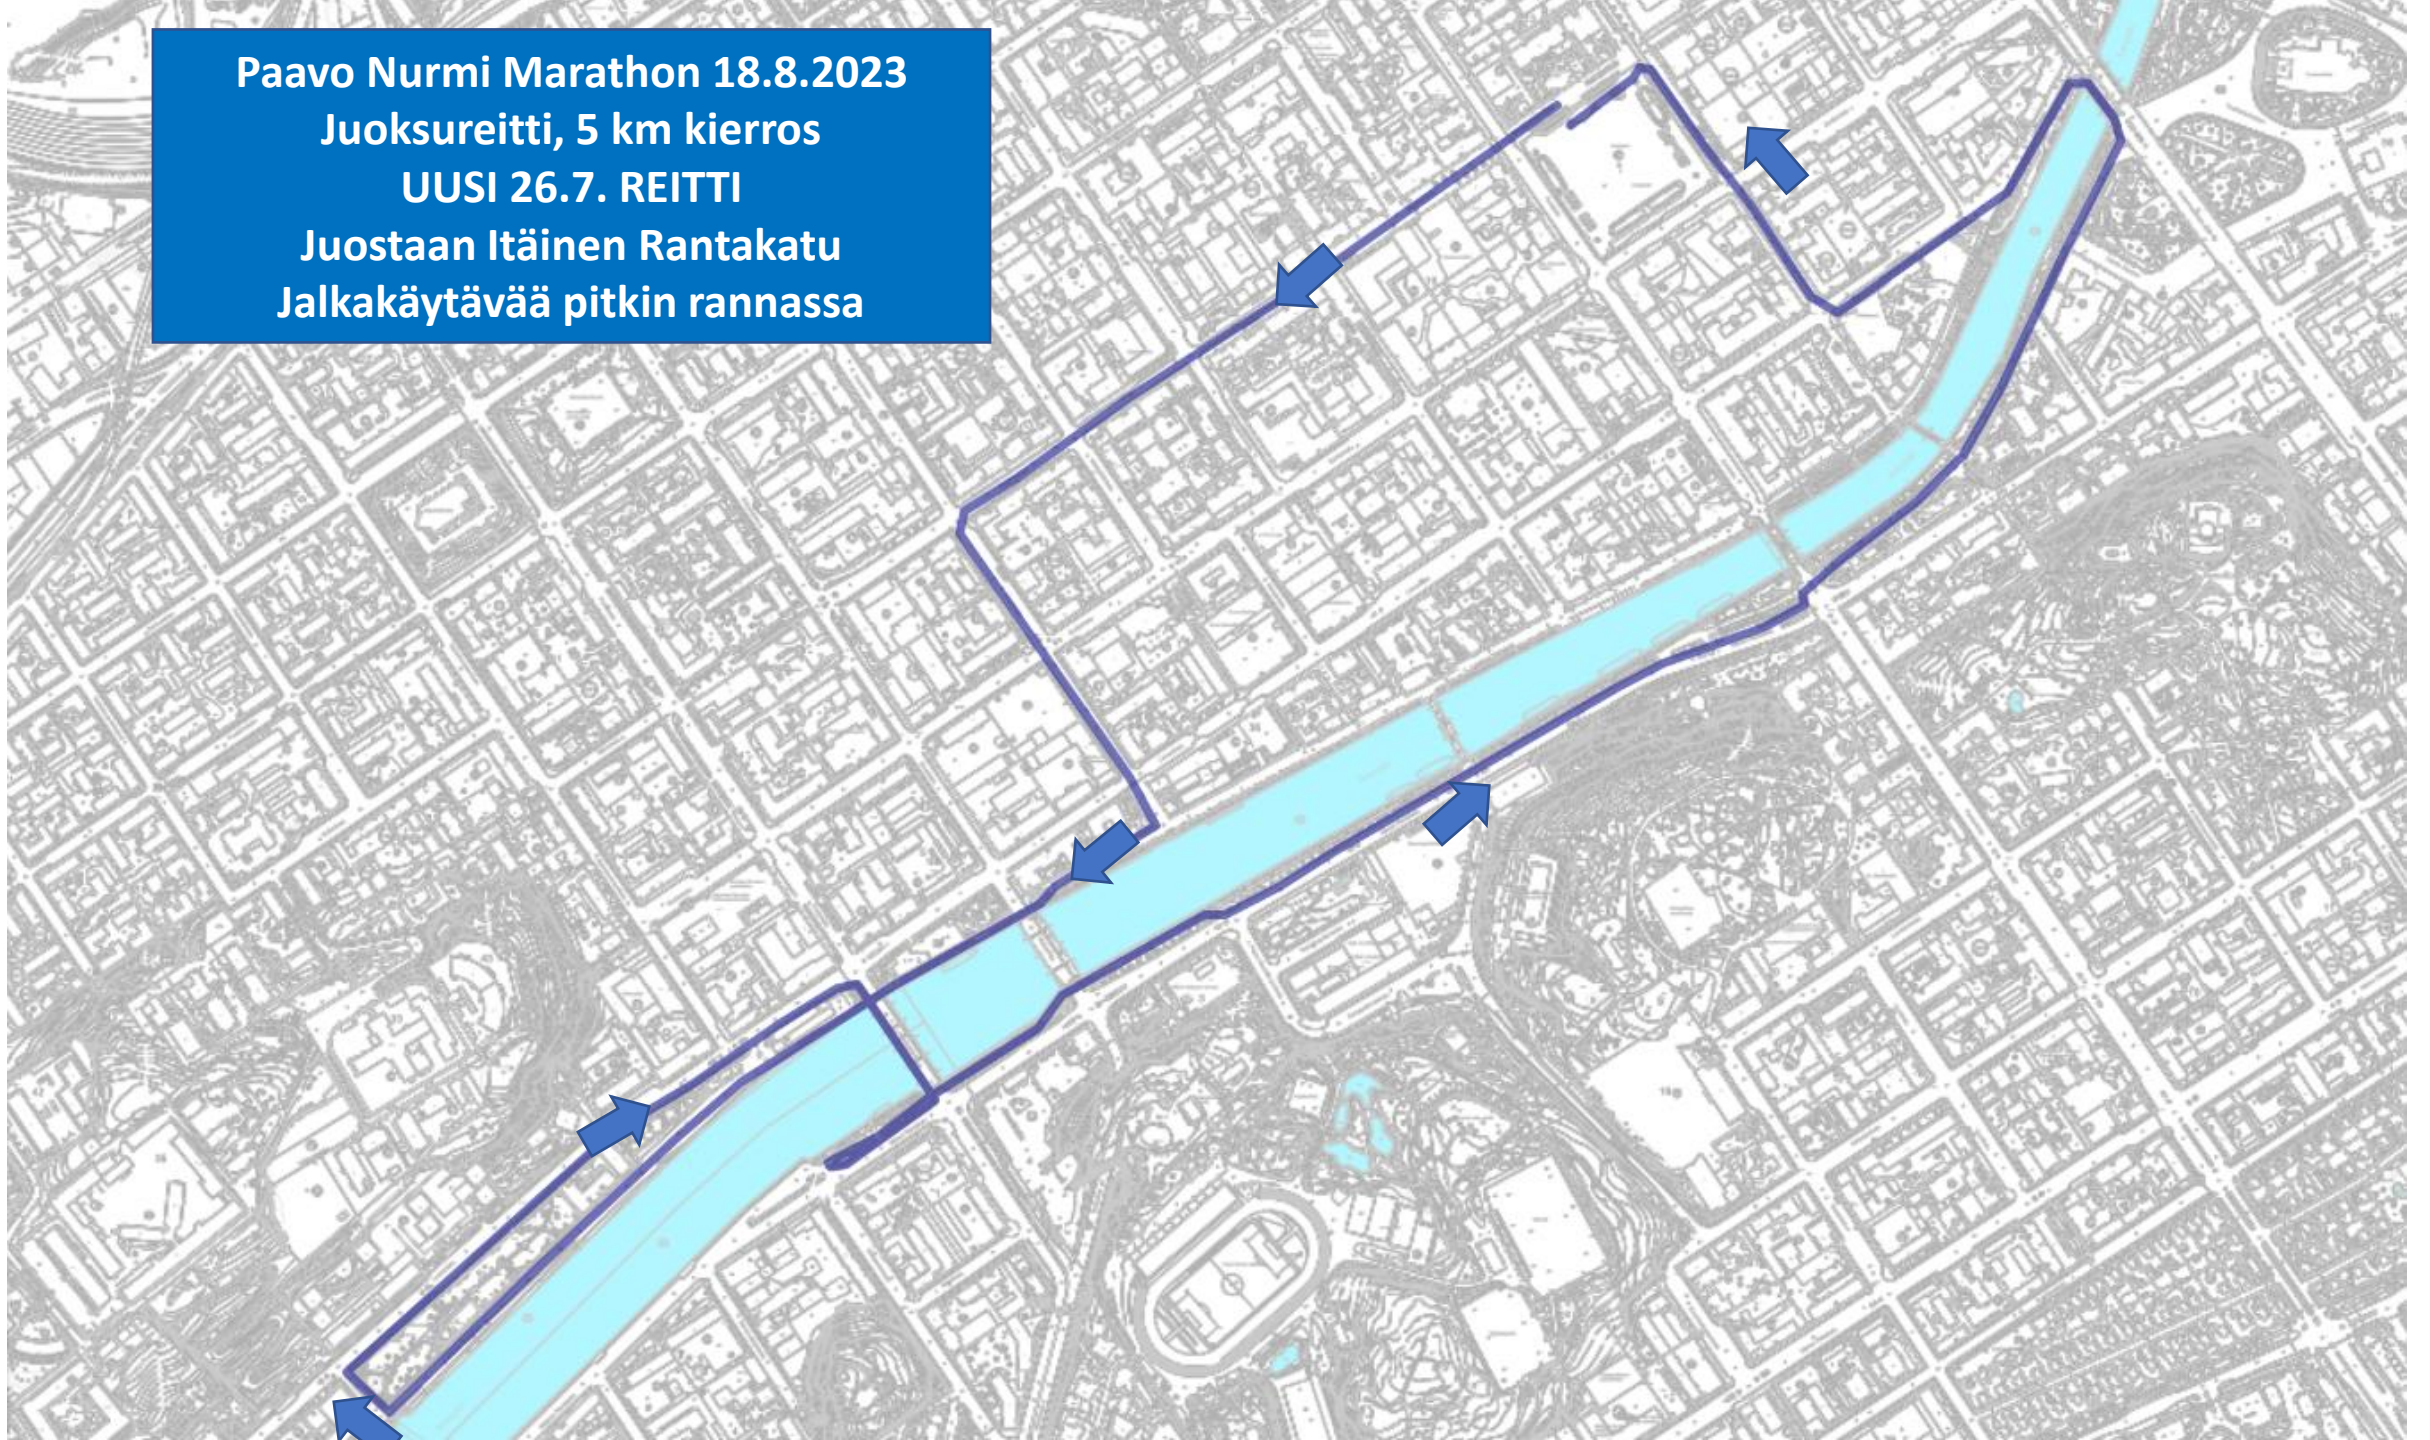 Paavo Nurmi Marathon 18.8.2023
Juoksureitti, 5 km kierros
UUSI 26.7. REITTI
Juostaan Itäinen Rantakatu
Jalkakäytävää pitkin rannassa